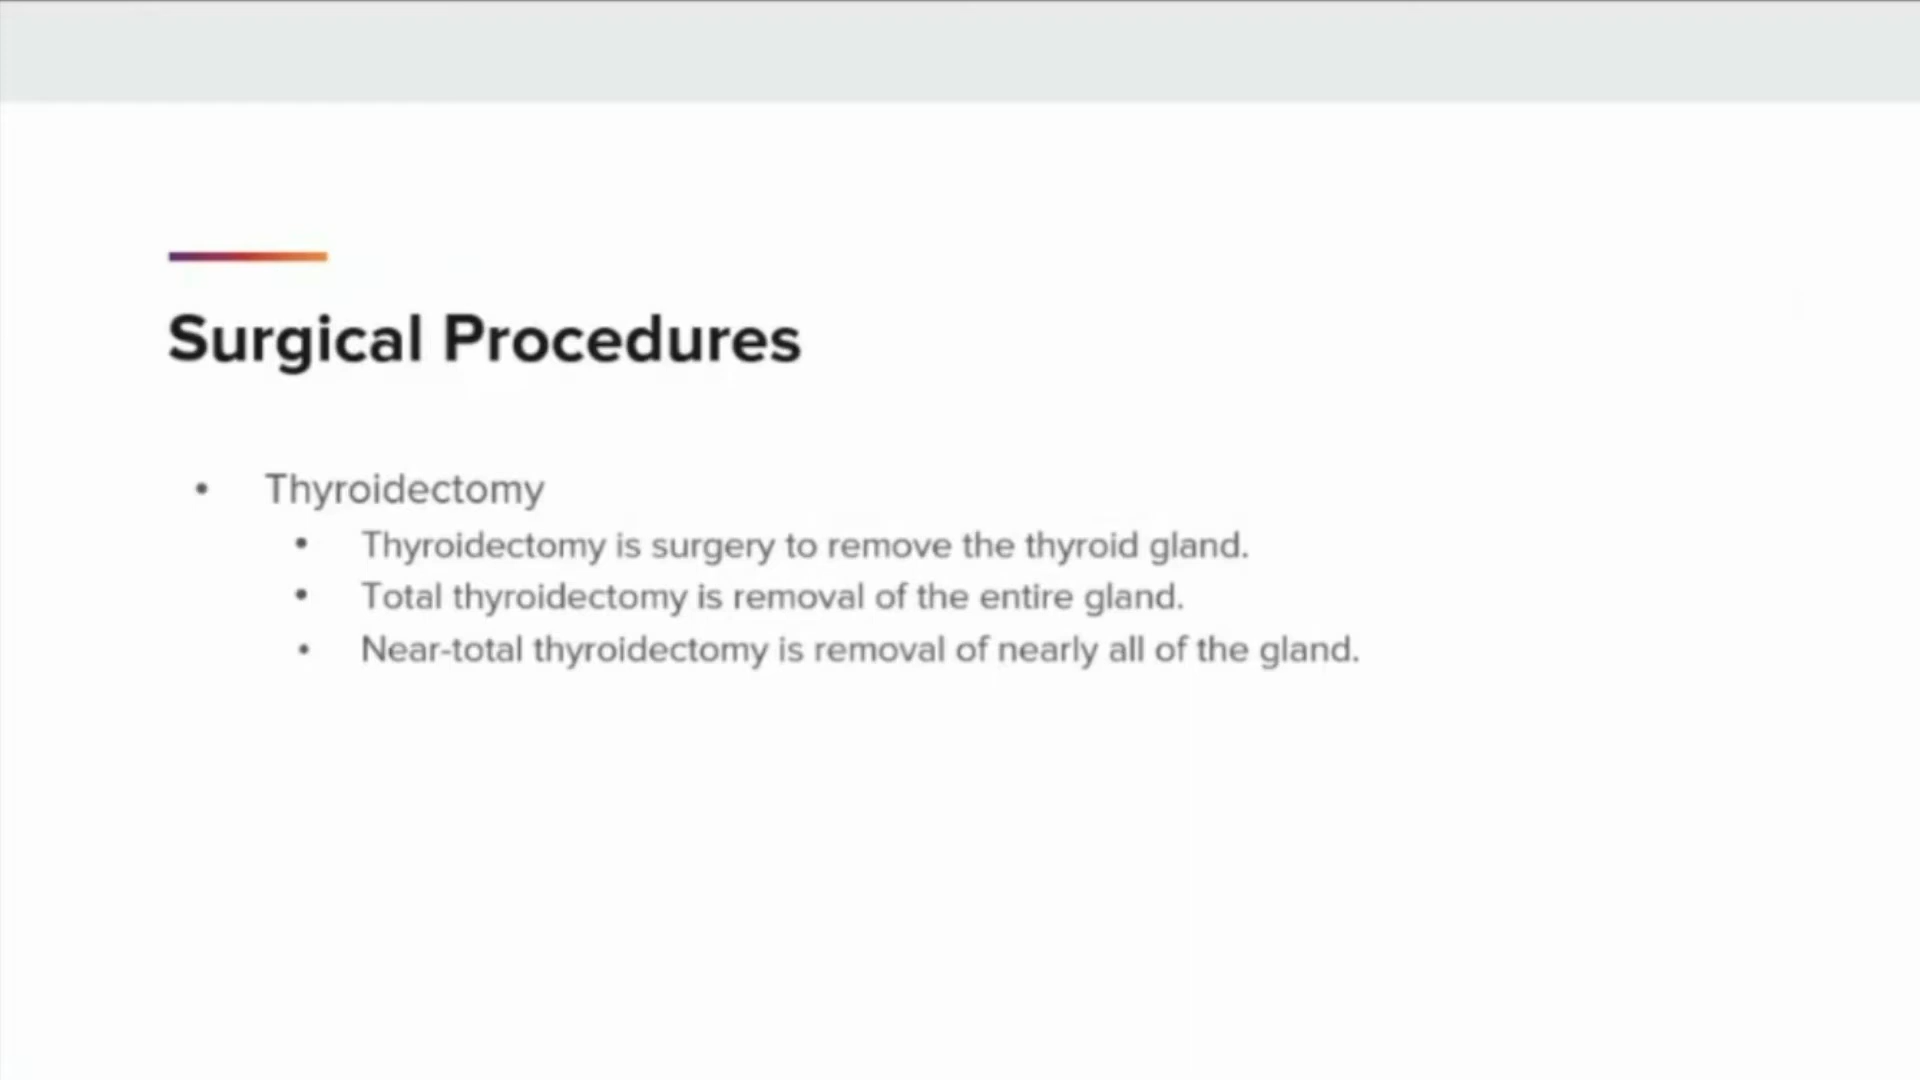 Surgical Procedures
• Thyroidectomy
• Thyroidectomy is surgery to remove the thyroid gland.
• Total thyroidectomy is removal of the entire gland.
• Near-total thyroidectomy is removal of nearly all of the gland.